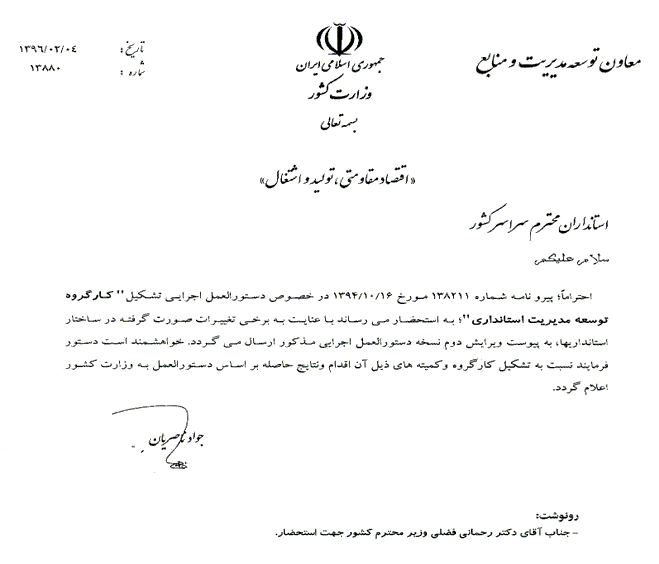 معاون توسعه مدیریت و منابع
جمهوری اسلامی ایران
وزارت کشور
بسمه تعالی
تاریخ: ۱۳۹۶/۰۲/۰۴
شماره: ۱۳۸۸۰
«اقتصاد مقاومتی، تولید و اشتغال»
استانداران محترم سراسر کشور
سلام علیکم
احتراماً؛ پیرو نامه شماره ۱۳۸۲۱۱ مورخ ۱۳۹۴/۱۰/۱۶ در خصوص دستورالعمل اجرایی تشکیل "کارگروه
توسعه مدیریت استانداری"؛ به استحضار می رساند با عنایت به برخی تغییرات صورت گرفته در ساختار
استانداریها، به پیوست ویرایش دوم نسخه دستورالعمل اجرایی مذکور ارسال می گردد. خواهشمند است دستور
فرمایند نسبت به تشکیل کارگروه وکمیته های ذیل آن اقدام ونتایج حاصله بر اساس دستورالعمل به وزارت کشور
اعلام گردد.
جواد ناصریان
رونوشت:
- جناب آقای دکتر رحمانی فضلی وزیر محترم کشور جهت استحضار.